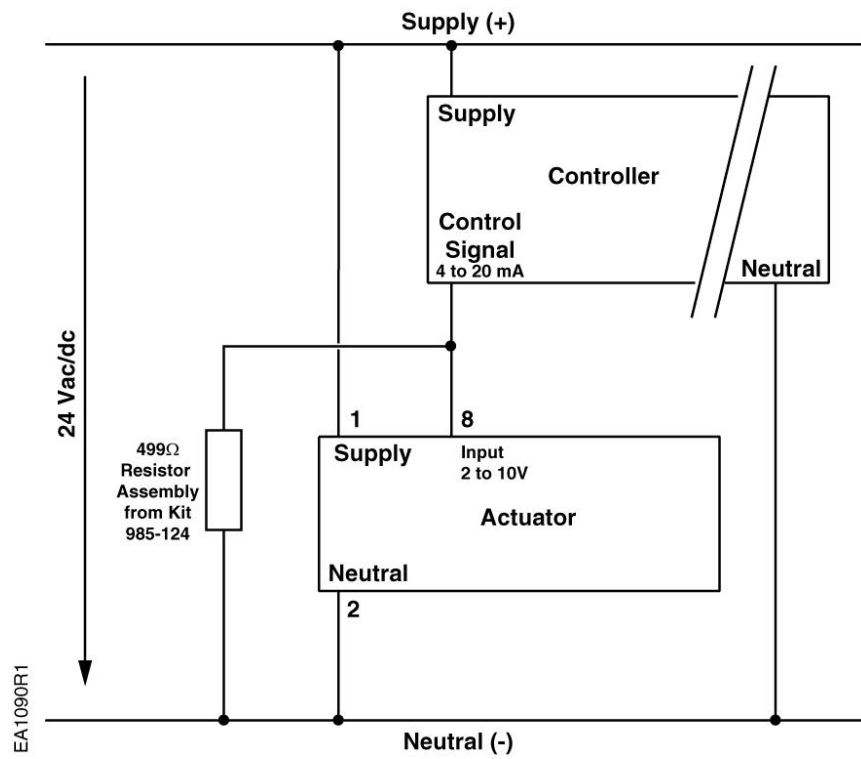 Supply (+)
Supply
Controller
Control
Signal
4 to 20 mA
Neutral
24 Vac/dc
1
8
499Ω
Resistor
Assembly
from Kit
985-124
Supply
Input
2 to 10V
Actuator
Neutral
2
EA1090R1
Neutral (-)